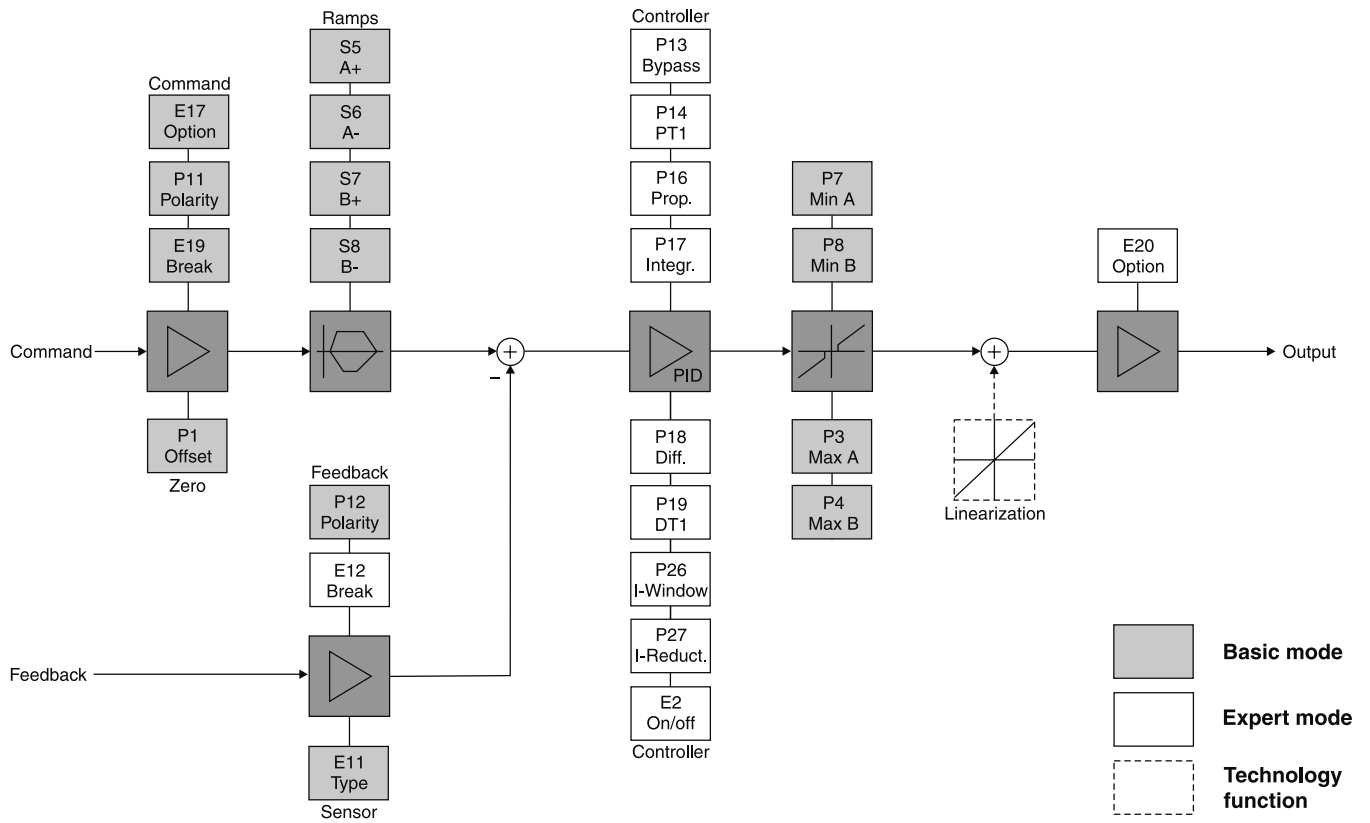 Ramps
S5
A+
S6
A-
S7
B+
S8
B-
Command
E17
Option
P11
Polarity
E19
Break
Command
P1
Offset
Zero
Controller
P13
Bypass
P14
PT1
P16
Prop.
P17
Integr.
PID
P18
Diff.
P19
DT1
P26
I-Window
P27
I-Reduct.
E2
On/off
Controller
P7
Min A
P8
Min B
P3
Max A
P4
Max B
+
–
+
Linearization
E20
Option
Output
Feedback
P12
Polarity
E12
Break
Feedback
E11
Type
Sensor
Basic mode
Expert mode
Technology
function